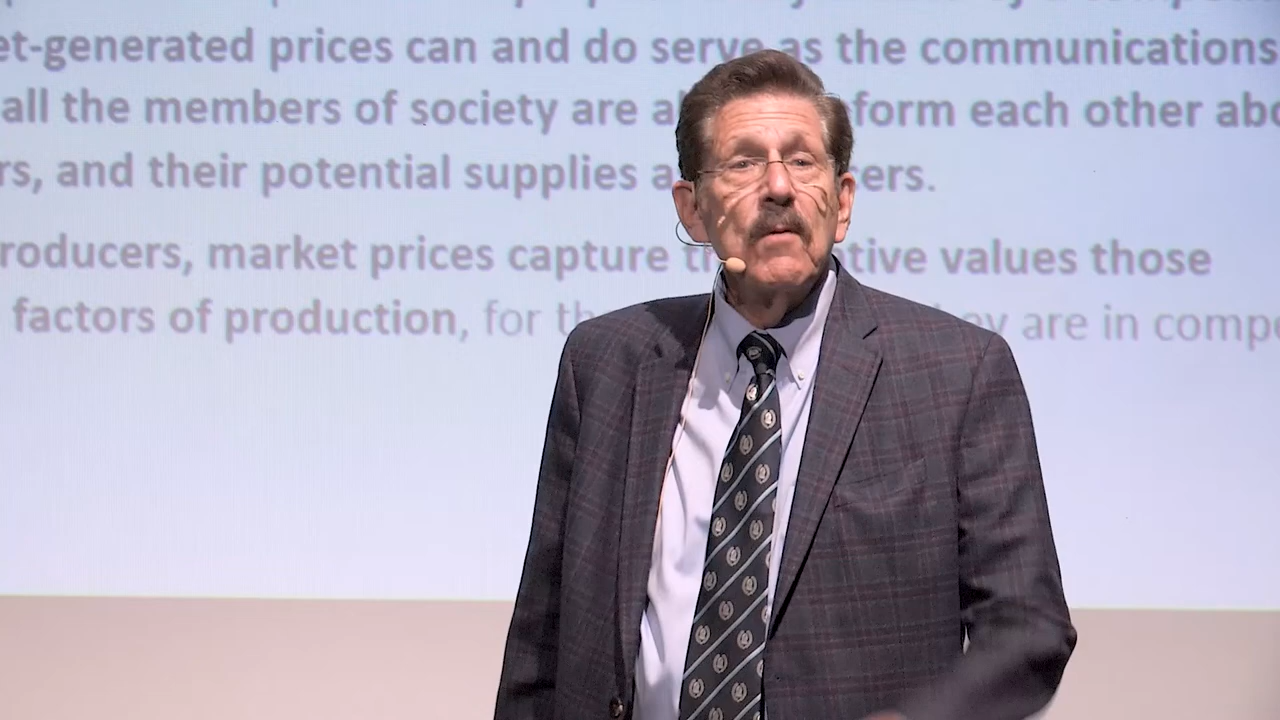 et-generated prices can and do serve as the communications
all the members of society are a form each other abo
rs, and their potential supplies a cers.
roducers, market prices capture t tive values those
factors of production, for th ey are in compe